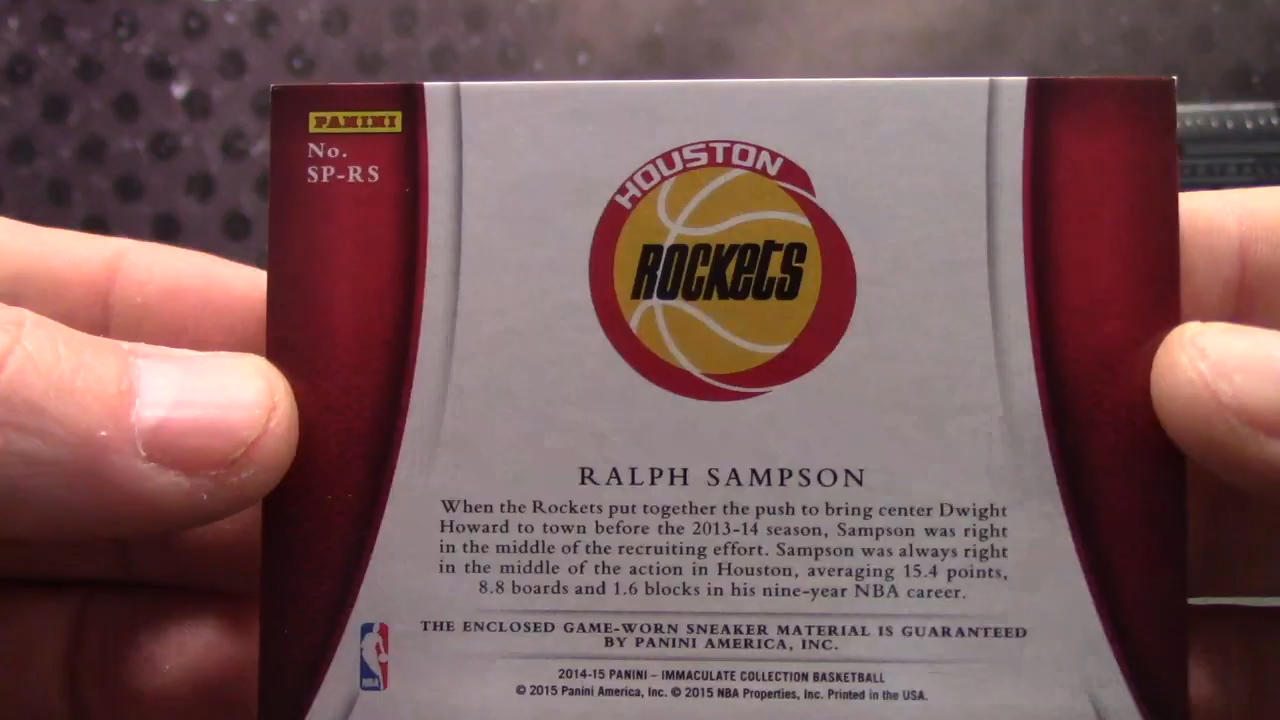 PANINI
No.
SP-RS
HOUSTON
ROCKETS
RALPH SAMPSON
When the Rockets put together the push to bring center Dwight
Howard to town before the 2013-14 season, Sampson was right
in the middle of the recruiting effort. Sampson was always right
in the middle of the action in Houston, averaging 15.4 points,
8.8 boards and 1.6 blocks in his nine-year NBA career.
THE ENCLOSED GAME-WORN SNEAKER MATERIAL IS GUARANTEED
BY PANINI AMERICA, INC.
NBA
2014-15 PANINI – IMMACULATE COLLECTION BASKETBALL
© 2015 Panini America, Inc. © 2015 NBA Properties, Inc. Printed in the USA.